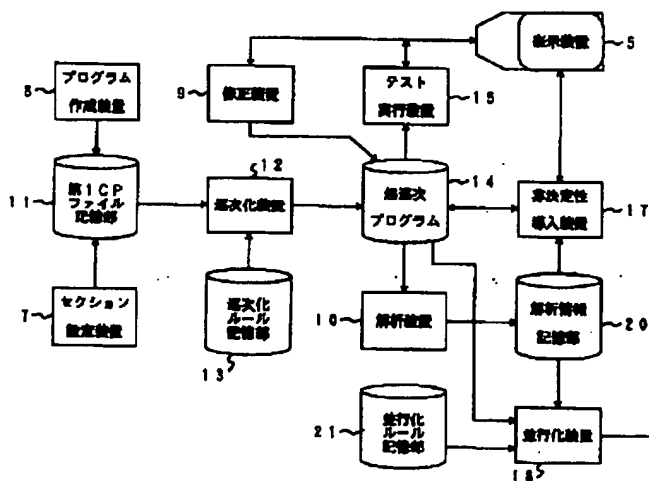 表示装置
5
プログラム
作成装置
8
9
修正装置
テスト
実行装置
15
12
第1CP
ファイル
記憶部
11
逐次化装置
超逐次
プログラム
14
非決定性
導入装置
17
セクション
設定装置
7
逐次化
ルール
記憶部
13
10
解析装置
解析情報
記憶部
20
21
並行化
ルール
記憶部
並行化装置
18